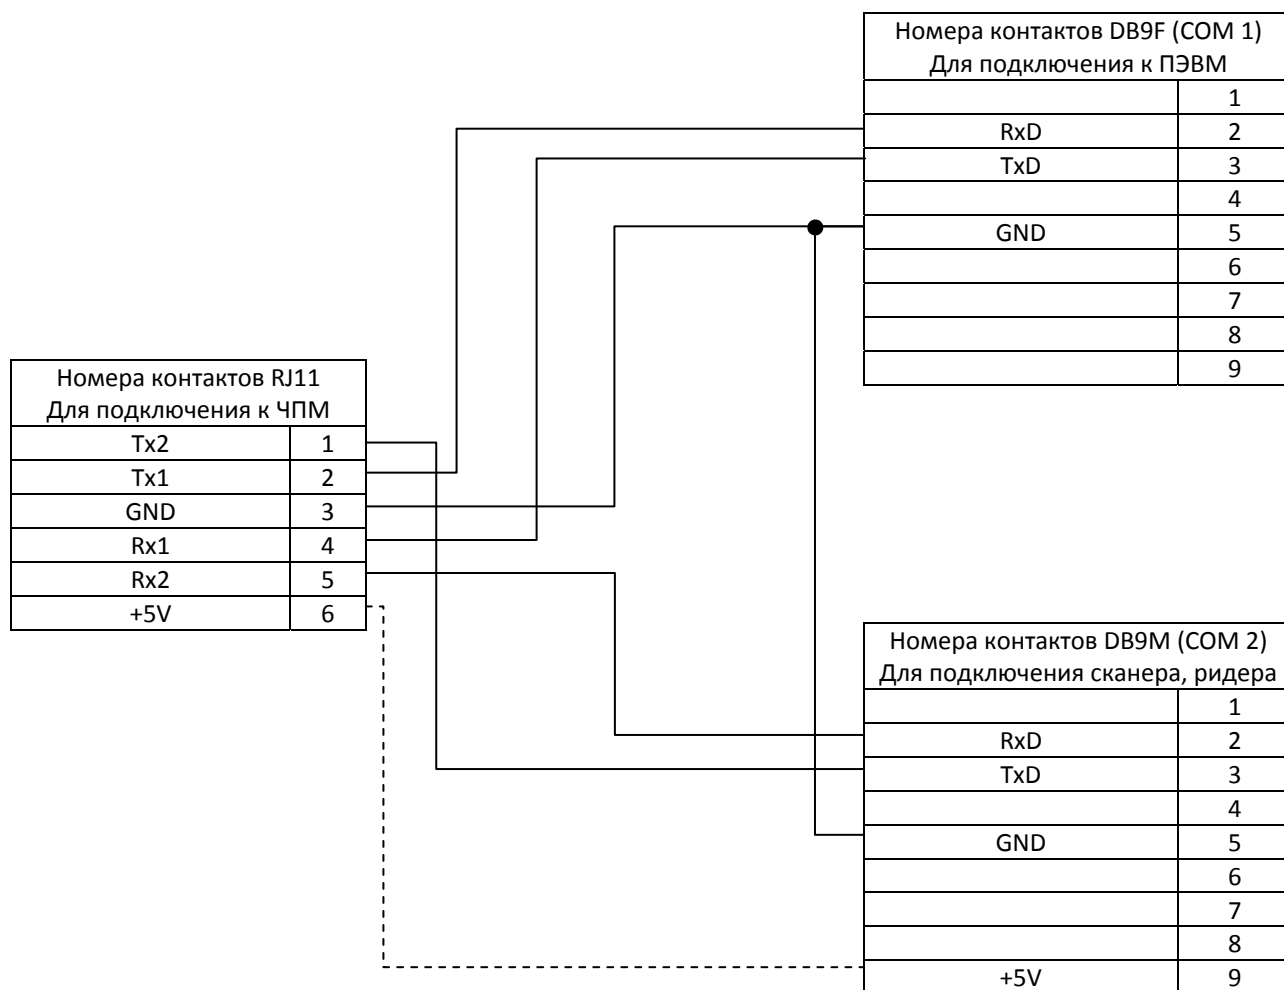 Номера контактов DB9F (COM 1)
Для подключения к ПЭВМ
1
RxD 2
TxD 3
4
GND 5
6
7
8
9
Номера контактов RJ11
Для подключения к ЧПМ
Tx2 1
Tx1 2
GND 3
Rx1 4
Rx2 5
+5V 6
Номера контактов DB9M (COM 2)
Для подключения сканера, ридера
1
RxD 2
TxD 3
4
GND 5
6
7
8
+5V 9